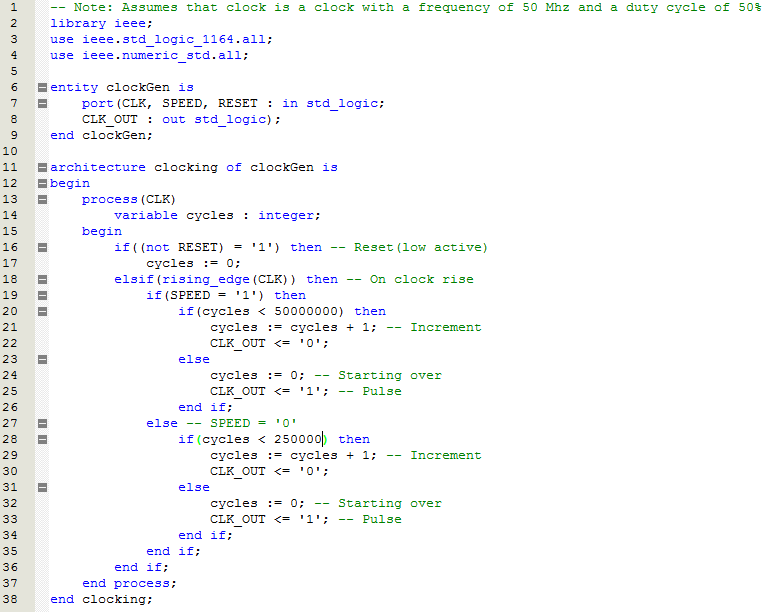 1 -- Note: Assumes that clock is a clock with a frequency of 50 Mhz and a duty cycle of 50%
2 library ieee;
3 use ieee.std_logic_1164.all;
4 use ieee.numeric_std.all;
5
6 entity clockGen is
7     port(CLK, SPEED, RESET : in std_logic;
8     CLK_OUT : out std_logic);
9 end clockGen;
10
11 architecture clocking of clockGen is
12 begin
13     process(CLK)
14         variable cycles : integer;
15     begin
16         if((not RESET) = '1') then -- Reset(low active)
17             cycles := 0;
18         elsif(rising_edge(CLK)) then -- On clock rise
19             if(SPEED = '1') then
20                 if(cycles < 50000000) then
21                     cycles := cycles + 1; -- Increment
22                     CLK_OUT <= '0';
23                 else
24                     cycles := 0; -- Starting over
25                     CLK_OUT <= '1'; -- Pulse
26                 end if;
27             else -- SPEED = '0'
28                 if(cycles < 250000) then
29                     cycles := cycles + 1; -- Increment
30                     CLK_OUT <= '0';
31                 else
32                     cycles := 0; -- Starting over
33                     CLK_OUT <= '1'; -- Pulse
34                 end if;
35             end if;
36         end if;
37     end process;
38 end clocking;